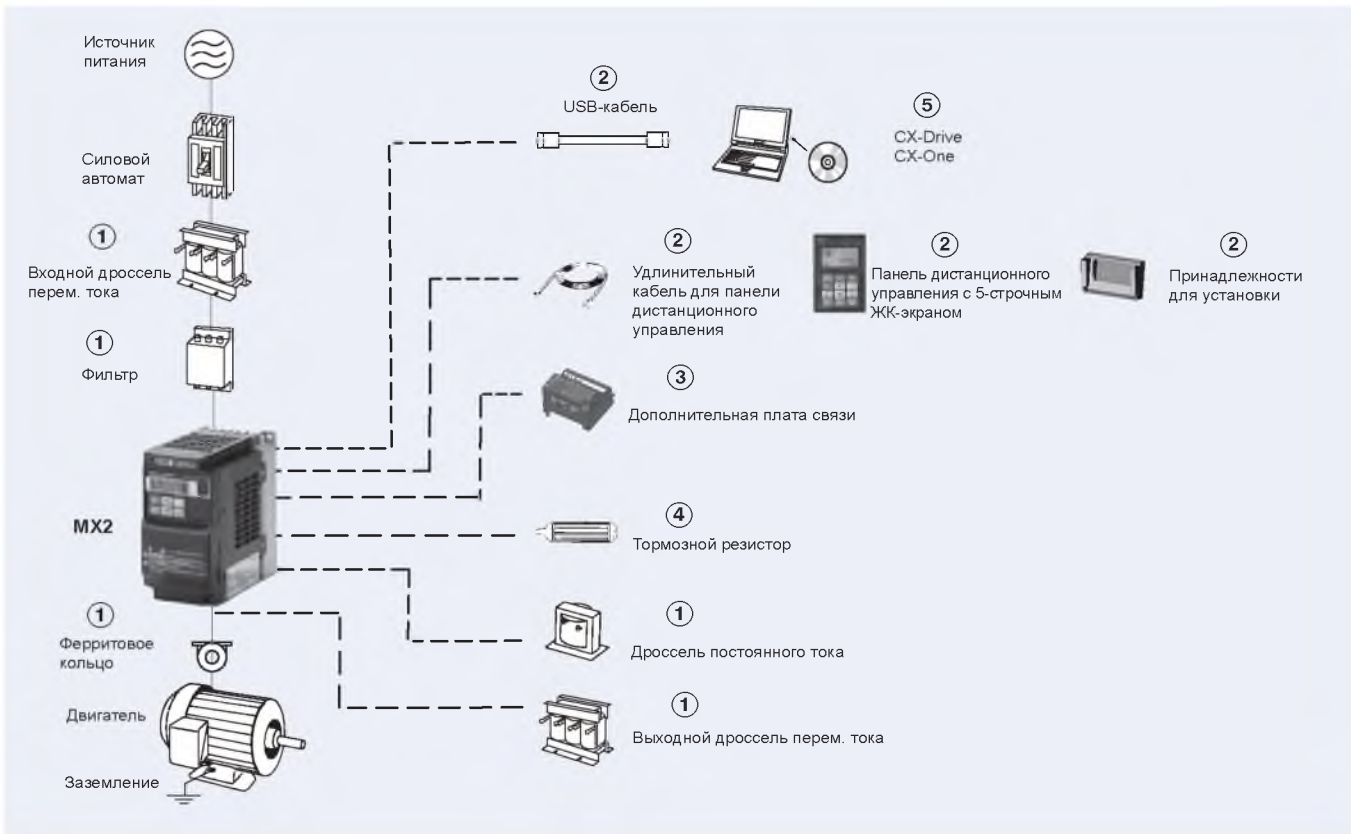 Источник
питания
Силовой
автомат
1
Входной дроссель
перем. тока
1
Фильтр
MX2
1
Ферритовое
кольцо
Двигатель
Заземление
2
USB-кабель
5
CX-Drive
CX-One
2
Удлинительный
кабель для панели
дистанционного
управления
2
Панель дистанционного
управления с 5-строчным
ЖК-экраном
2
Принадлежности
для установки
3
Дополнительная плата связи
4
Тормозной резистор
1
Дроссель постоянного тока
1
Выходной дроссель перем. тока